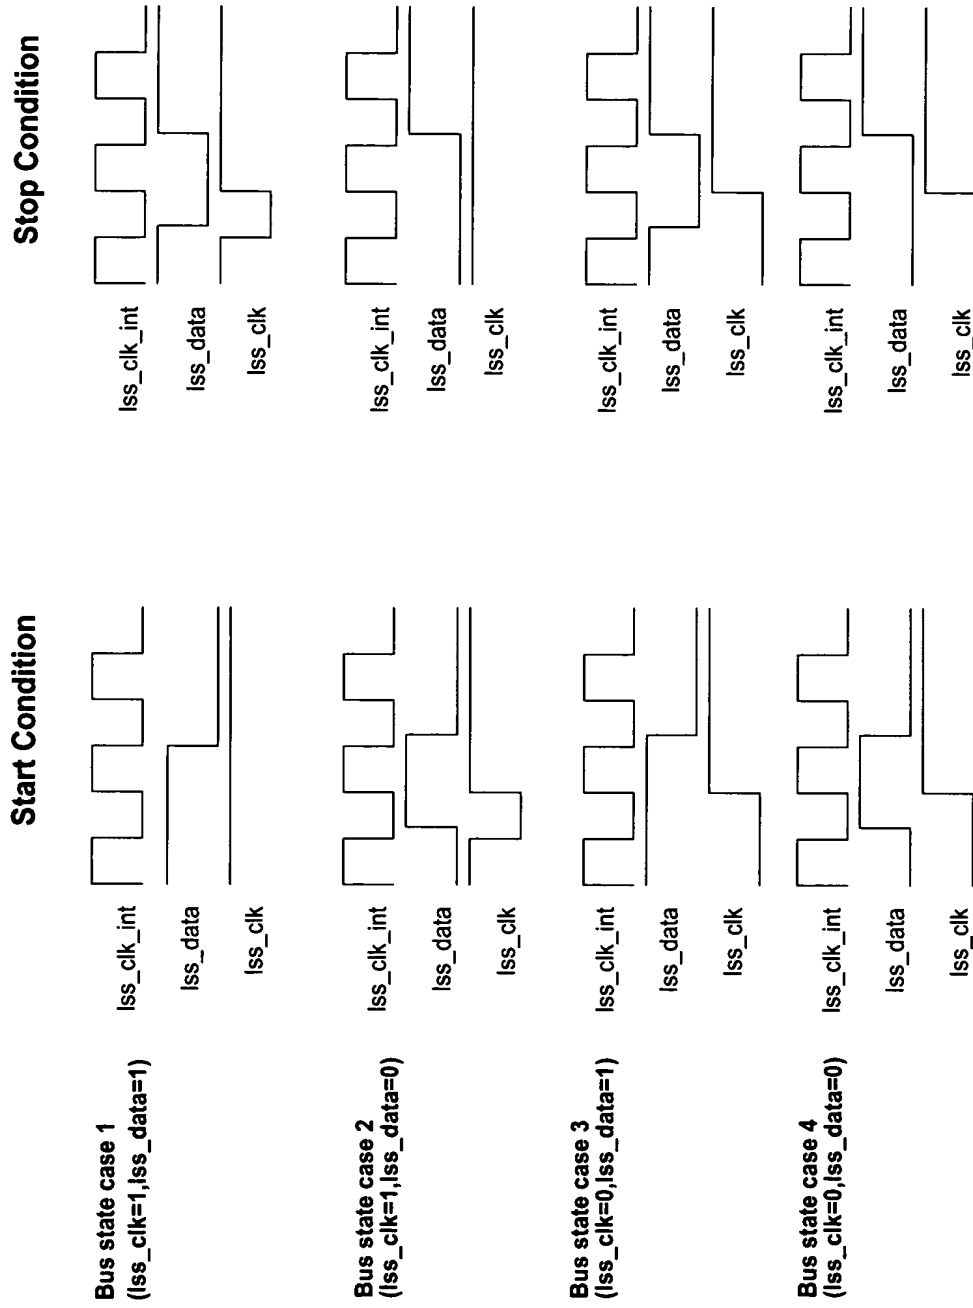 Start Condition
Stop Condition
Bus state case 1
(lss_clk=1,lss_data=1)
lss_clk_int
lss_data
lss_clk
lss_clk_int
lss_data
lss_clk
Bus state case 2
(lss_clk=1,lss_data=0)
lss_clk_int
lss_data
lss_clk
lss_clk_int
lss_data
lss_clk
Bus state case 3
(lss_clk=0,lss_data=1)
lss_clk_int
lss_data
lss_clk
lss_clk_int
lss_data
lss_clk
Bus state case 4
(lss_clk=0,lss_data=0)
lss_clk_int
lss_data
lss_clk
lss_clk_int
lss_data
lss_clk